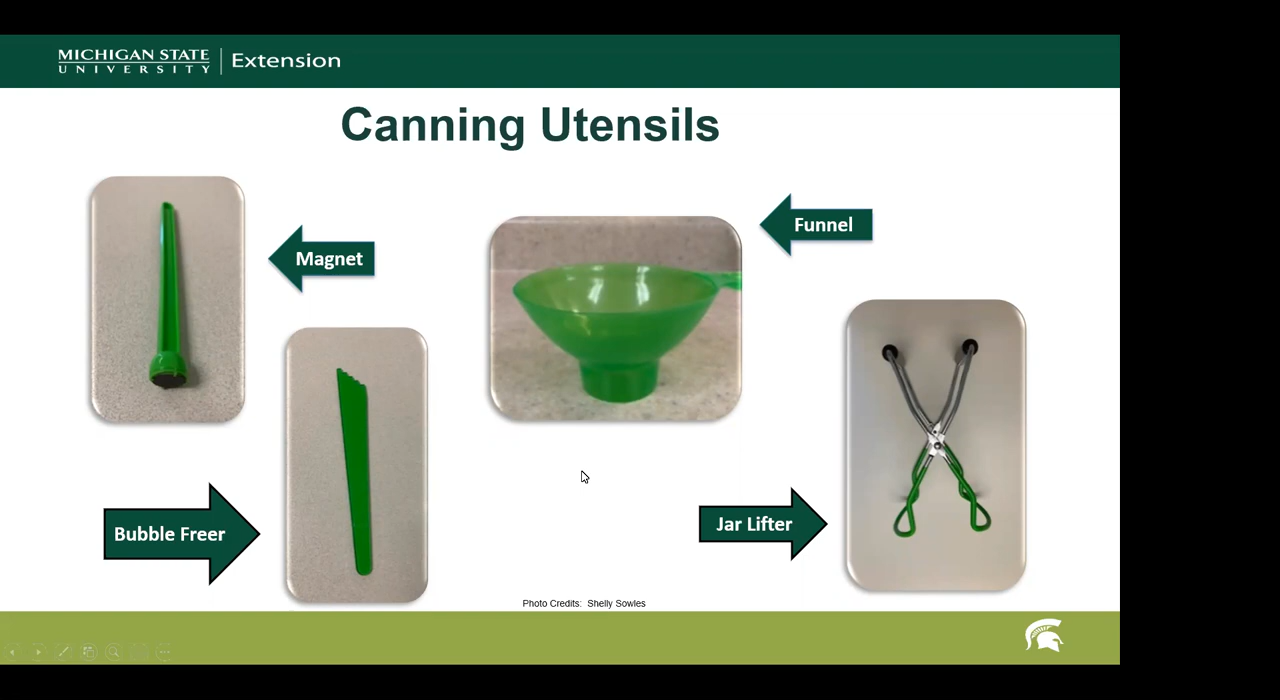 MICHIGAN STATE
UNIVERSITY
Extension
Canning Utensils
Magnet
Funnel
Bubble Freer
Jar Lifter
Photo Credits: Shelly Sowles